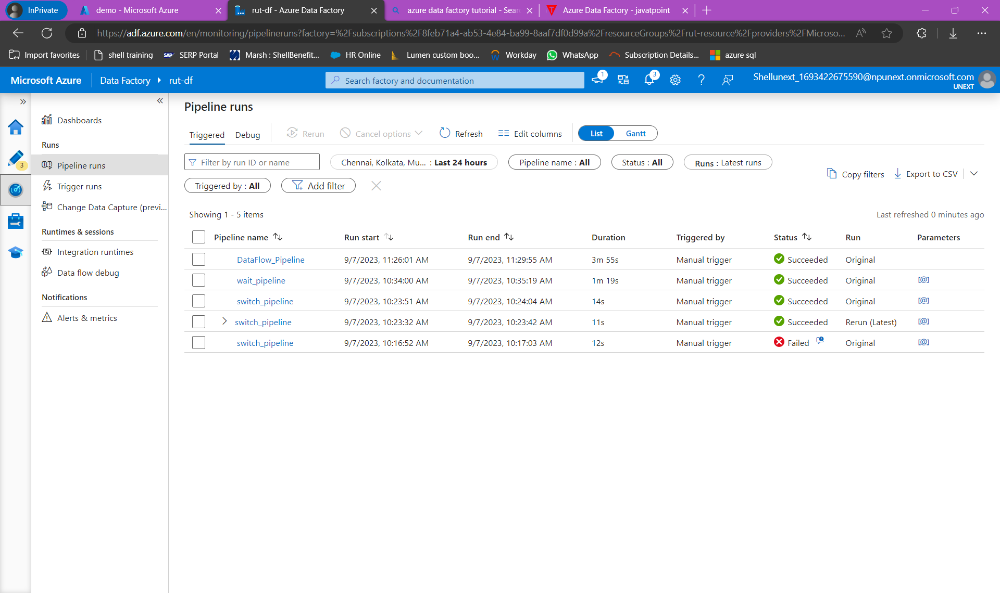 InPrivate
demo - Microsoft Azure
rut-df - Azure Data Factory
azure data factory tutorial - Sear
Azure Data Factory - javatpoint
https://adf.azure.com/en/monitoring/pipelineruns?factory=%2Fsubscriptions%2F8feb71a4-ab53-4e84-ba99-8aaf7df0d99a%2FresourceGroups%2Frut-resource%2Fproviders%2FMicroso...
Import favorites
shell training
SAP SERP Portal
Marsh : ShellBenefit...
HR Online
Lumen custom boo...
Workday
WhatsApp
Subscription Details...
azure sql
Microsoft Azure
Data Factory
rut-df
Search factory and documentation
1
3
Shellunext_1693422675590@npunext.onmicrosoft.com
UNEXT
3
Dashboards
Runs
Pipeline runs
Trigger runs
Change Data Capture (previ...
Runtimes & sessions
Integration runtimes
Data flow debug
Notifications
Alerts & metrics
Pipeline runs
Triggered Debug Rerun Cancel options Refresh Edit columns List Gantt
Filter by run ID or name
Chennai, Kolkata, Mu... : Last 24 hours
Pipeline name : All
Status : All
Runs : Latest runs
Triggered by : All
Add filter
Copy filters
Export to CSV
Showing 1 - 5 items
Last refreshed 0 minutes ago
Pipeline name Run start Run end Duration Triggered by Status Run Parameters
DataFlow_Pipeline 9/7/2023, 11:26:01 AM 9/7/2023, 11:29:55 AM 3m 55s Manual trigger Succeeded Original
wait_pipeline 9/7/2023, 10:34:00 AM 9/7/2023, 10:35:19 AM 1m 19s Manual trigger Succeeded Original [@]
switch_pipeline 9/7/2023, 10:23:51 AM 9/7/2023, 10:24:04 AM 14s Manual trigger Succeeded Original [@]
switch_pipeline 9/7/2023, 10:23:32 AM 9/7/2023, 10:23:42 AM 11s Manual trigger Succeeded Rerun (Latest) [@]
switch_pipeline 9/7/2023, 10:16:52 AM 9/7/2023, 10:17:03 AM 12s Manual trigger Failed Original [@]